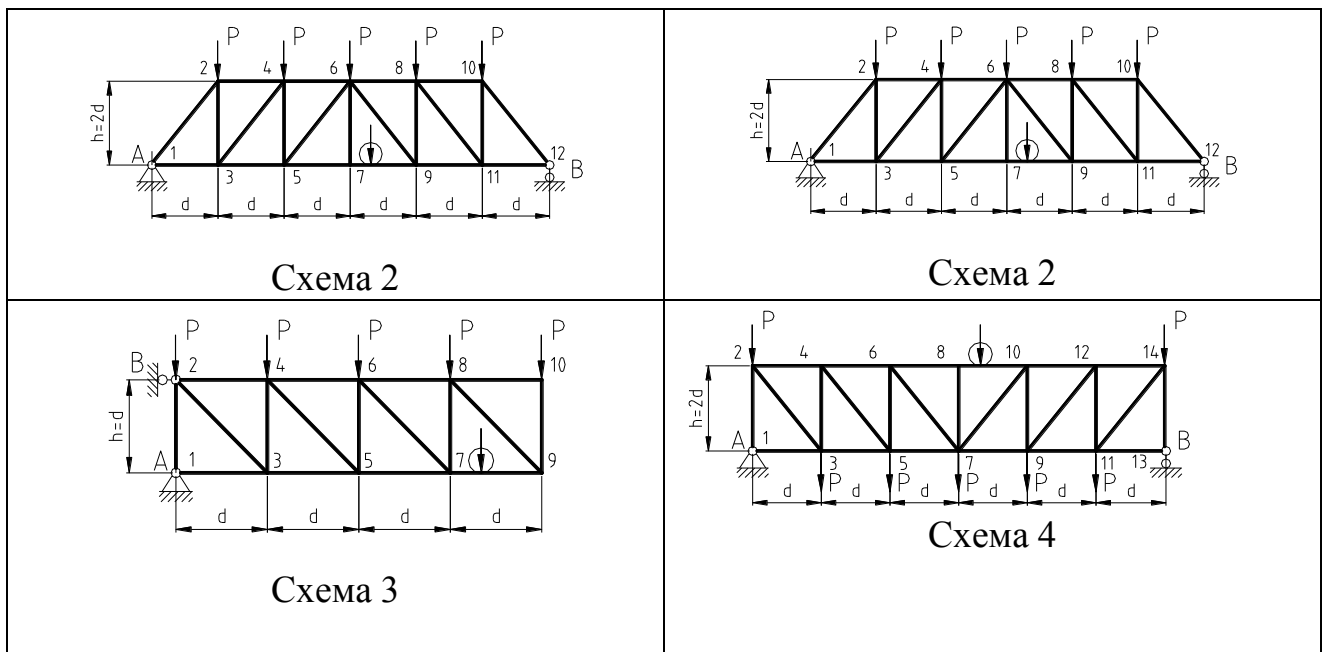 P P P P P
2 4 6 8 10
h=2d
A 1 12
B
3 5 7 9 11
d d d d d d
Схема 2
P P P P P
2 4 6 8 10
h=2d
A 1 12
B
3 5 7 9 11
d d d d d d
Схема 2
P P P P P
B 2 4 6 8 10
h=d
A 1 3 5 7 9
d d d d
Схема 3
P P
2 4 6 8 10 12 14
h=2d
A 1 B
3 5 7 9 11 13
P P P P P
d d d d d d
Схема 4